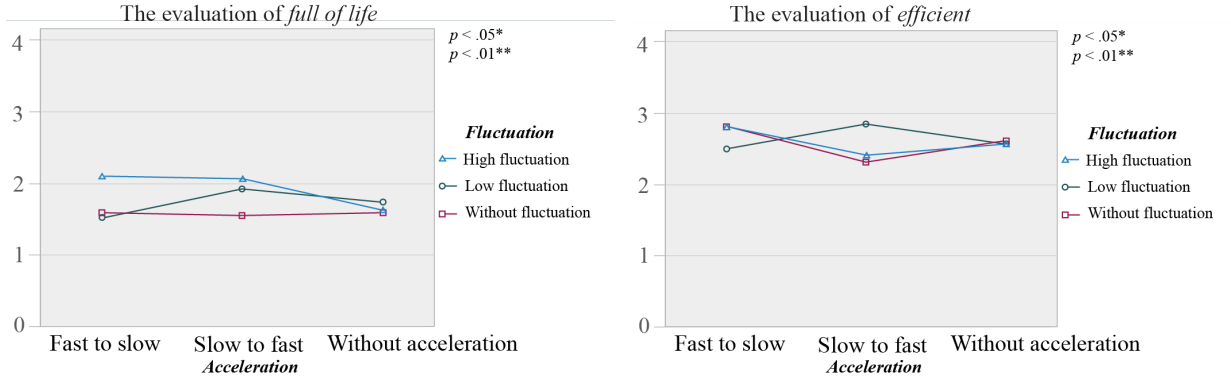 The evaluation of full of life
4
3
2
1
0
p < .05*
p < .01**
Fluctuation
High fluctuation
Low fluctuation
Without fluctuation
Fast to slow
Slow to fast
Without acceleration
Acceleration
The evaluation of efficient
4
3
2
1
0
p < .05*
p < .01**
Fluctuation
High fluctuation
Low fluctuation
Without fluctuation
Fast to slow
Slow to fast
Without acceleration
Acceleration